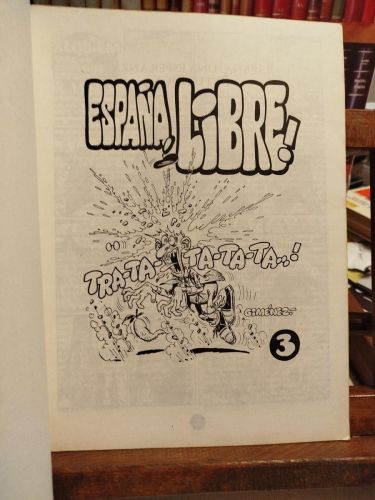 ESPAÑA, LIBRE!
TRA-TA-TA-TA-TA...!
GIMÉNEZ
3